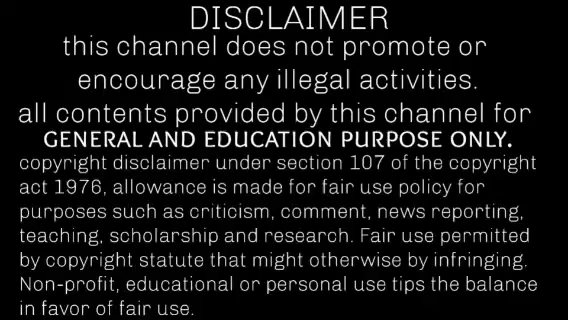 DISCLAIMER
this channel does not promote or
encourage any illegal activities.
all contents provided by this channel for
GENERAL AND EDUCATION PURPOSE ONLY.
copyright disclaimer under section 107 of the copyright
act 1976, allowance is made for fair use policy for
purposes such as criticism, comment, news reporting,
teaching, scholarship and research. Fair use permitted
by copyright statute that might otherwise by infringing.
Non-profit, educational or personal use tips the balance
in favor of fair use.